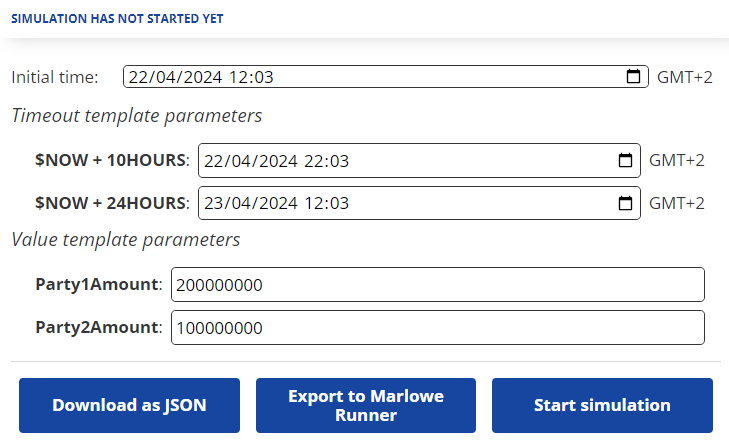 SIMULATION HAS NOT STARTED YET
Initial time: 22/04/2024 12:03 GMT+2
Timeout template parameters
$NOW + 10HOURS: 22/04/2024 22:03 GMT+2
$NOW + 24HOURS: 23/04/2024 12:03 GMT+2
Value template parameters
Party1Amount: 200000000
Party2Amount: 100000000
Download as JSON
Export to Marlowe
Runner
Start simulation